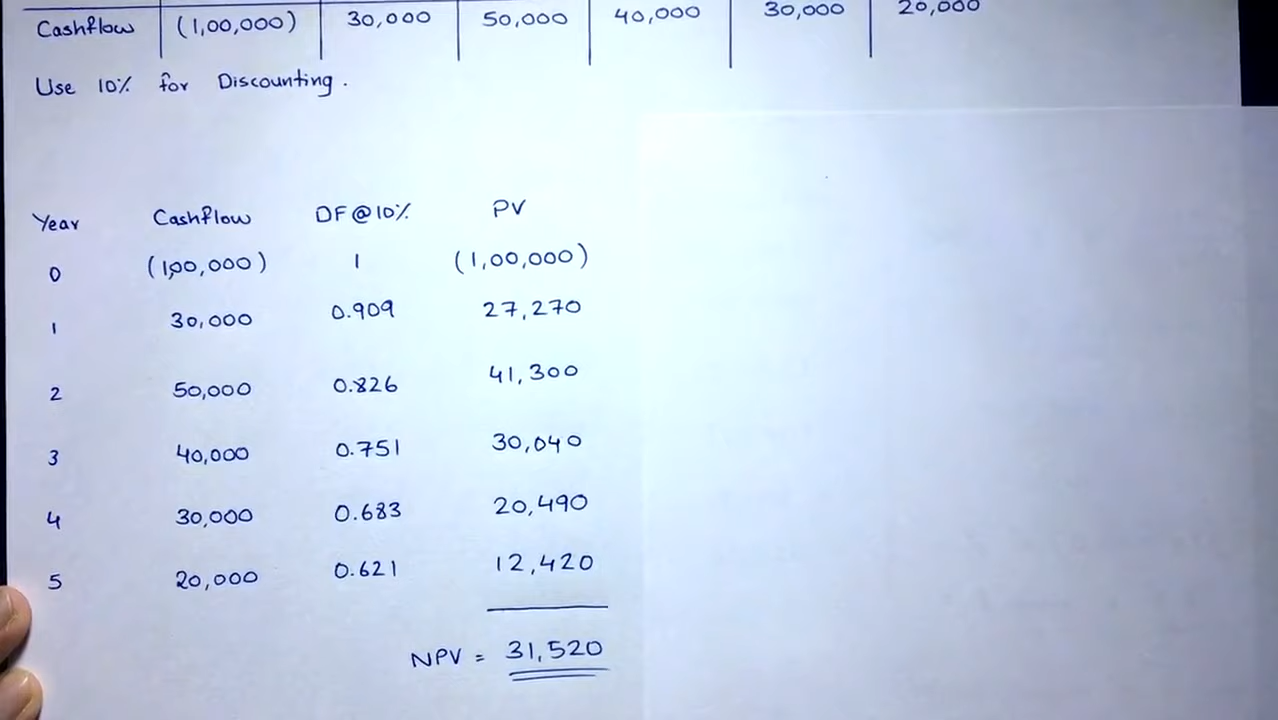 Cashflow (1,00,000) 30,000 50,000 40,000 30,000 20,000
Use 10% for Discounting.
Year Cashflow DF@10% PV
0 (1,00,000) 1 (1,00,000)
1 30,000 0.909 27,270
2 50,000 0.826 41,300
3 40,000 0.751 30,040
4 30,000 0.683 20,490
5 20,000 0.621 12,420
NPV = 31,520